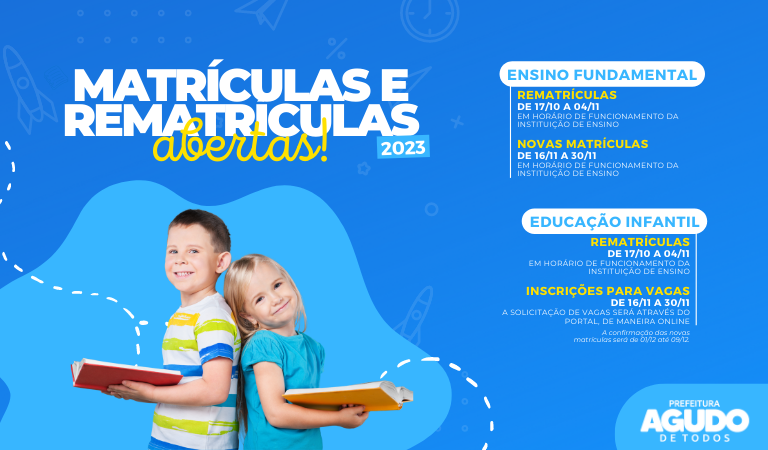 MATRÍCULAS E
REMATRICULAS
abertas!
2023
ENSINO FUNDAMENTAL
REMATRÍCULAS
DE 17/10 A 04/11
EM HORÁRIO DE FUNCIONAMENTO DA
INSTITUIÇÃO DE ENSINO
NOVAS MATRÍCULAS
DE 16/11 A 30/11
EM HORÁRIO DE FUNCIONAMENTO DA
INSTITUIÇÃO DE ENSINO
EDUCAÇÃO INFANTIL
REMATRÍCULAS
DE 17/10 A 04/11
EM HORÁRIO DE FUNCIONAMENTO DA
INSTITUIÇÃO DE ENSINO
INSCRIÇÕES PARA VAGAS
DE 16/11 A 30/11
A SOLICITAÇÃO DE VAGAS SERÁ ATRAVÉS DO
PORTAL, DE MANEIRA ONLINE
A confirmação das novas
matrículas será de 01/12 até 09/12.
PREFEITURA
AGUDO
DE TODOS